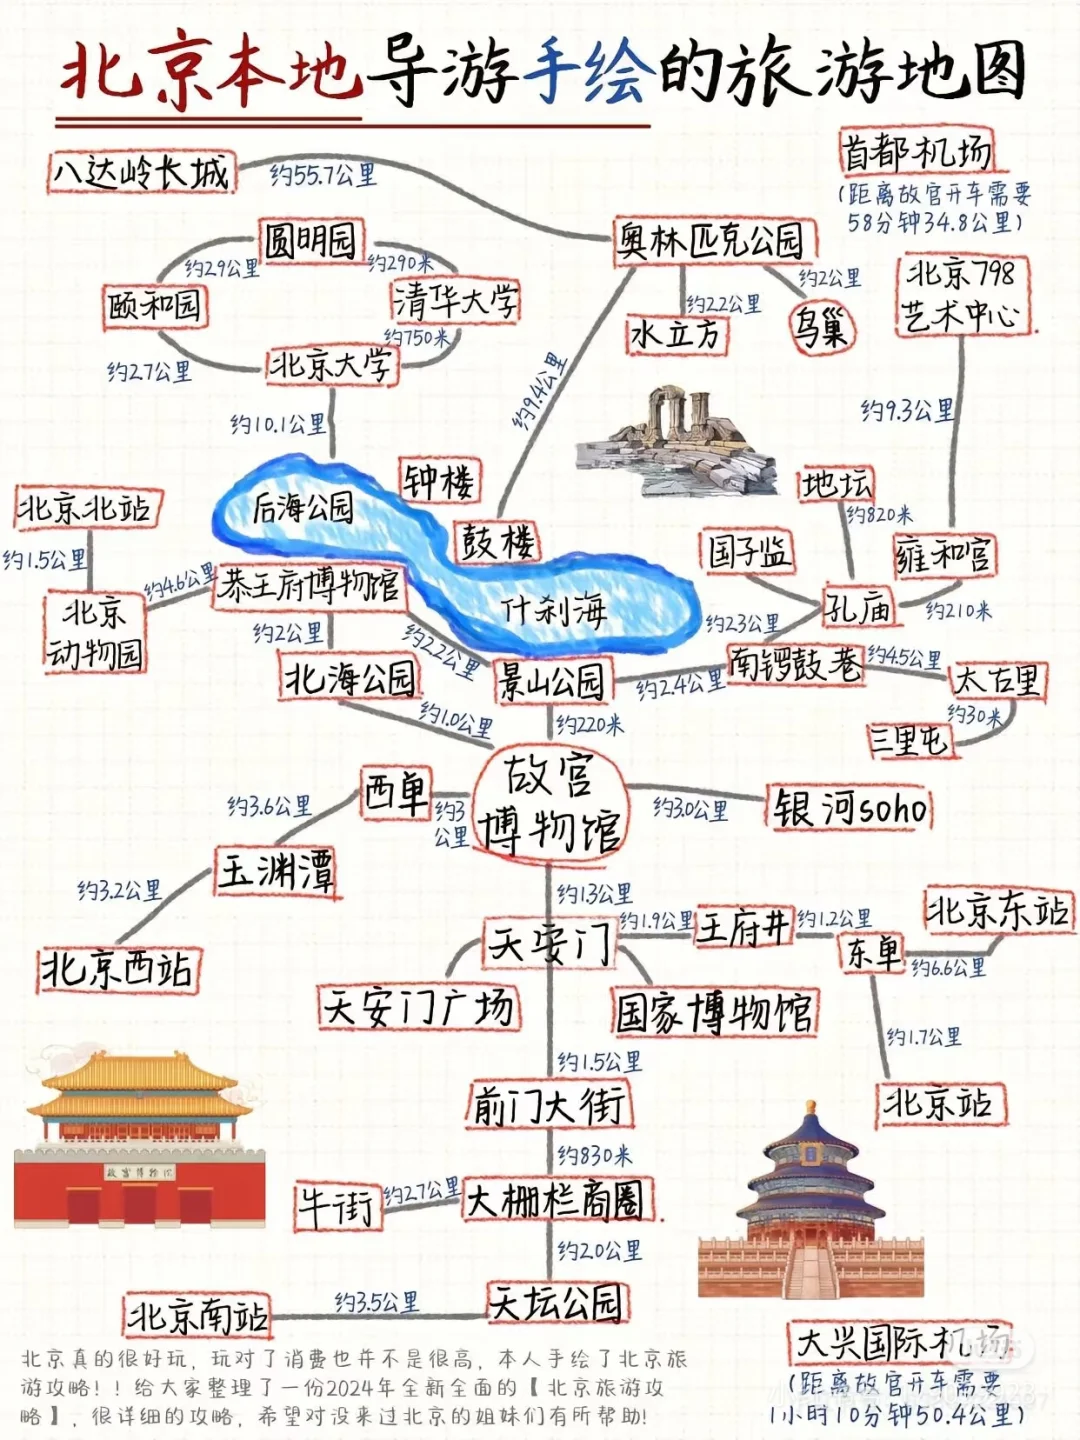 北京本地导游手绘的旅游地图
八达岭长城
约55.7公里
首都机场
(距离故宫开车需要
58分钟34.8公里)
圆明园
奥林匹克公园
约2.9公里
约290米
约2公里
北京798
艺术中心
颐和园
清华大学
约2.2公里
水立方
鸟巢
约750米
北京大学
约2.7公里
约9.4公里
约9.3公里
约10.1公里
钟楼
后海公园
地坛
北京北站
约820米
鼓楼
国子监
雍和宫
约1.5公里
约4.6公里
恭王府博物馆
什刹海
孔庙
约210米
北京
动物园
约2公里
约2.2公里
约2.3公里
北海公园
景山公园
南锣鼓巷
约4.5公里
太古里
约2.4公里
约1.0公里
约220米
约30米
三里屯
故宫
博物馆
西单
约3
公里
约3.0公里
银河soho
约3.6公里
玉渊潭
约3.2公里
约1.3公里
北京西站
天安门
约1.9公里
王府井
约1.2公里
东单
北京东站
约6.6公里
天安门广场
国家博物馆
约1.7公里
约1.5公里
前门大街
北京站
约830米
故宫博物院
牛街
约2.7公里
大栅栏商圈
约2.0公里
北京南站
约3.5公里
天坛公园
大兴国际机场
(距离故宫开车需要
1小时10分钟50.4公里)
北京真的很好玩，玩对了消费也并不是很高，本人手绘了北京旅
游攻略！！给大家整理了一份2024年全新全面的【北京旅游攻
略】，很详细的攻略，希望对没来过北京的姐妹们有所帮助!